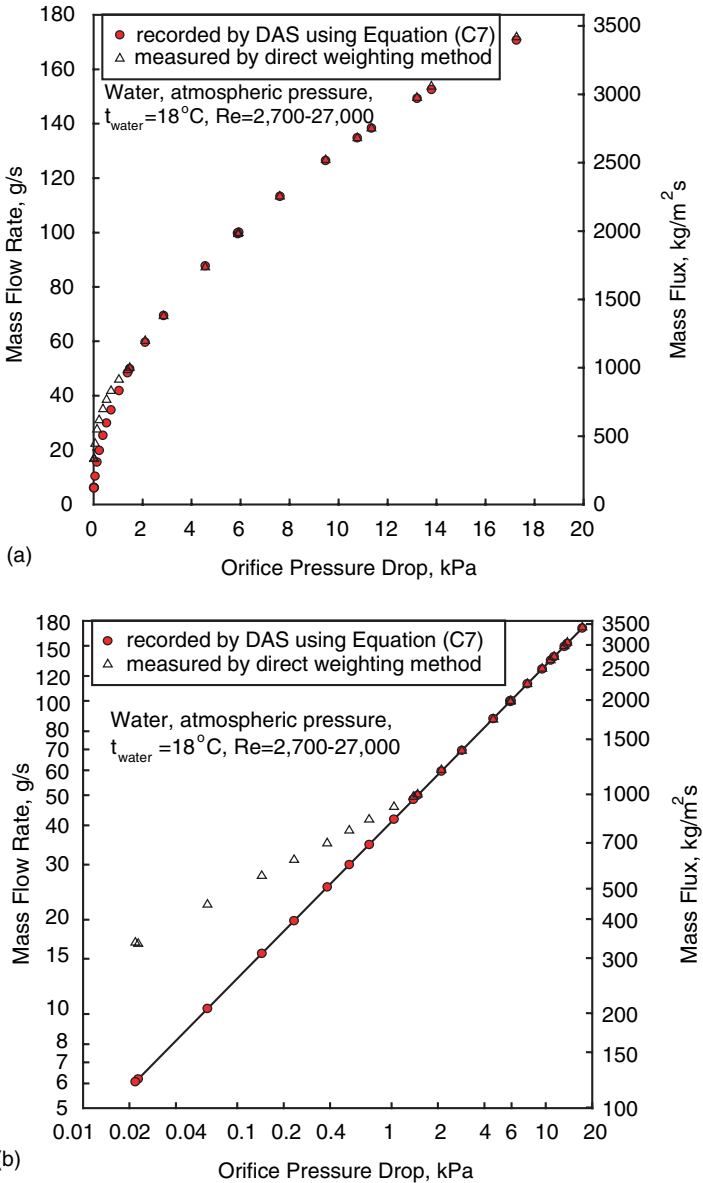 recorded by DAS using Equation (C7)
measured by direct weighting method
Water, atmospheric pressure,
t water =18°C, Re=2,700-27,000
Mass Flow Rate, g/s
180
160
140
120
100
80
60
40
20
0
Mass Flux, kg/m²s
3500
3000
2500
2000
1500
1000
500
0
0 2 4 6 8 10 12 14 16 18 20
Orifice Pressure Drop, kPa
(a)
recorded by DAS using Equation (C7)
measured by direct weighting method
Water, atmospheric pressure,
t water =18°C, Re=2,700-27,000
Mass Flow Rate, g/s
180
150
120
100
80
70
60
50
40
30
20
15
10
8
7
6
5
Mass Flux, kg/m²s
3500
3000
2500
2000
1500
1000
700
500
400
300
200
150
100
0.01 0.02 0.04 0.1 0.2 0.4 1 2 4 6 10 20
Orifice Pressure Drop, kPa
(b)